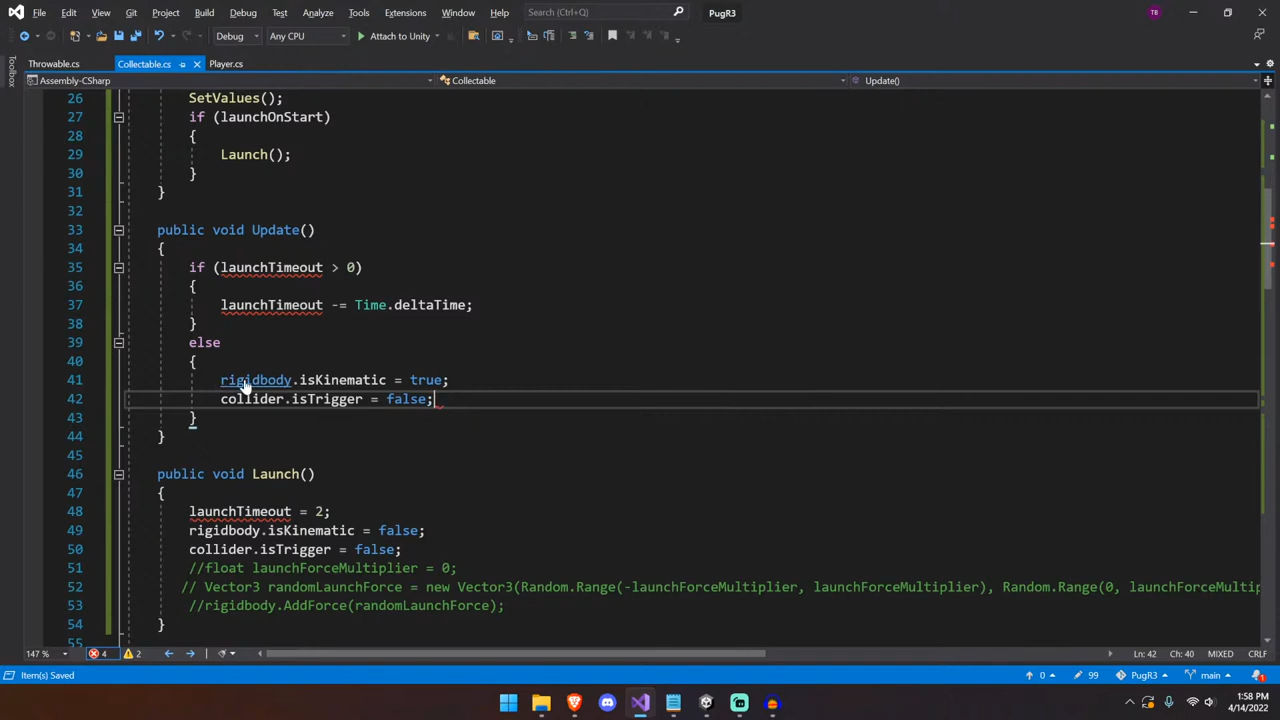 File Edit View Git Project Build Debug Test Analyze Tools Extensions Window Help Search (Ctrl+Q) PugR3 TB
Debug Any CPU Attach to Unity
Toolbox
Throwable.cs Collectable.cs Player.cs
Assembly-CSharp Collectable Update()
26 SetValues();
27 if (launchOnStart)
28 {
29 Launch();
30 }
31 }
32
33 public void Update()
34 {
35 if (launchTimeout > 0)
36 {
37 launchTimeout -= Time.deltaTime;
38 }
39 else
40 {
41 rigidbody.isKinematic = true;
42 collider.isTrigger = false;
43 }
44 }
45
46 public void Launch()
47 {
48 launchTimeout = 2;
49 rigidbody.isKinematic = false;
50 collider.isTrigger = false;
51 //float launchForceMultiplier = 0;
52 // Vector3 randomLaunchForce = new Vector3(Random.Range(-launchForceMultiplier, launchForceMultiplier), Random.Range(0, launchForceMultipli
53 //rigidbody.AddForce(randomLaunchForce);
54 }
55
147 % 4 2 Ln: 42 Ch: 40 MIXED CRLF
Item(s) Saved 0 99 PugR3 main 1
1:58 PM
4/14/2022